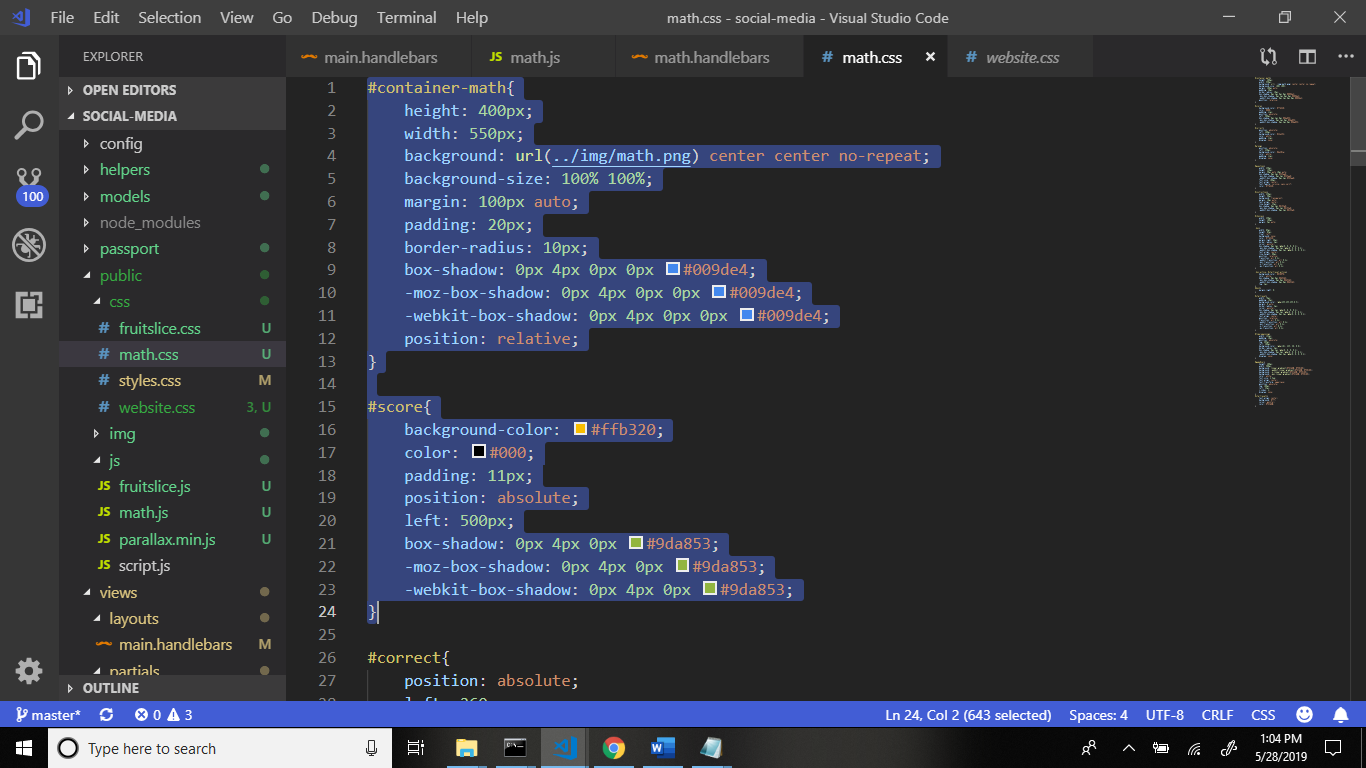 File Edit Selection View Go Debug Terminal Help
math.css - social-media - Visual Studio Code
EXPLORER
OPEN EDITORS
SOCIAL-MEDIA
config
helpers
models
node_modules
passport
public
css
# fruitslice.css U
# math.css U
# styles.css M
# website.css 3, U
img
js
JS fruitslice.js U
JS math.js U
JS parallax.min.js U
JS script.js
views
layouts
main.handlebars M
partials
OUTLINE
100
main.handlebars JS math.js math.handlebars # math.css # website.css
1 #container-math{
2 height: 400px;
3 width: 550px;
4 background: url(../img/math.png) center center no-repeat;
5 background-size: 100% 100%;
6 margin: 100px auto;
7 padding: 20px;
8 border-radius: 10px;
9 box-shadow: 0px 4px 0px 0px #009de4;
10 -moz-box-shadow: 0px 4px 0px 0px #009de4;
11 -webkit-box-shadow: 0px 4px 0px 0px #009de4;
12 position: relative;
13 }
14
15 #score{
16 background-color: #ffb320;
17 color: #000;
18 padding: 11px;
19 position: absolute;
20 left: 500px;
21 box-shadow: 0px 4px 0px #9da853;
22 -moz-box-shadow: 0px 4px 0px #9da853;
23 -webkit-box-shadow: 0px 4px 0px #9da853;
24 }
25
26 #correct{
27 position: absolute;
master* 0 3 Ln 24, Col 2 (643 selected) Spaces: 4 UTF-8 CRLF CSS
Type here to search
1:04 PM
5/28/2019